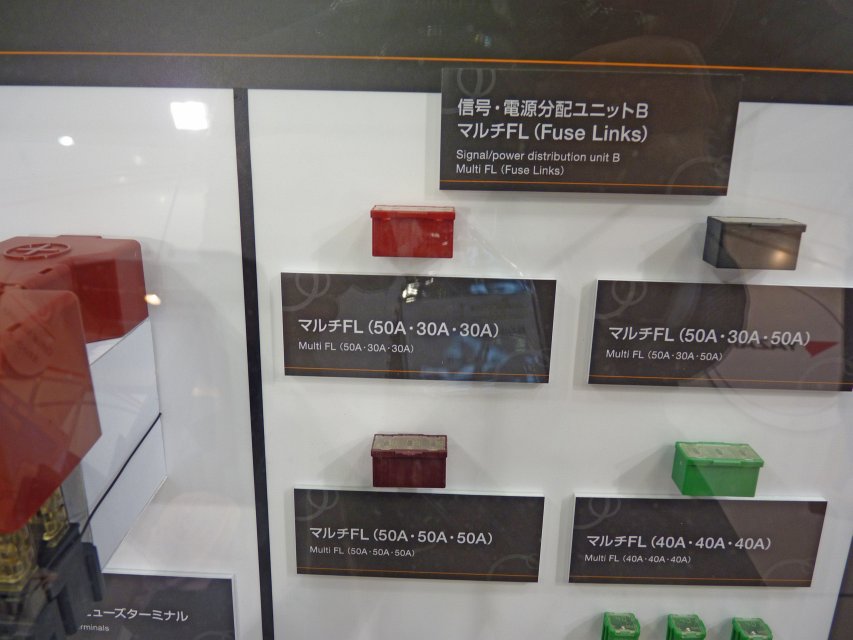 信号・電源分配ユニットB
マルチFL（Fuse Links）
Signal/power distribution unit B
Multi FL（Fuse Links）
マルチFL（50A・30A・30A）
Multi FL（50A・30A・30A）
マルチFL（50A・30A・50A）
Multi FL（50A・30A・50A）
マルチFL（50A・50A・50A）
Multi FL（50A・50A・50A）
マルチFL（40A・40A・40A）
Multi FL（40A・40A・40A）
ューズターミナル